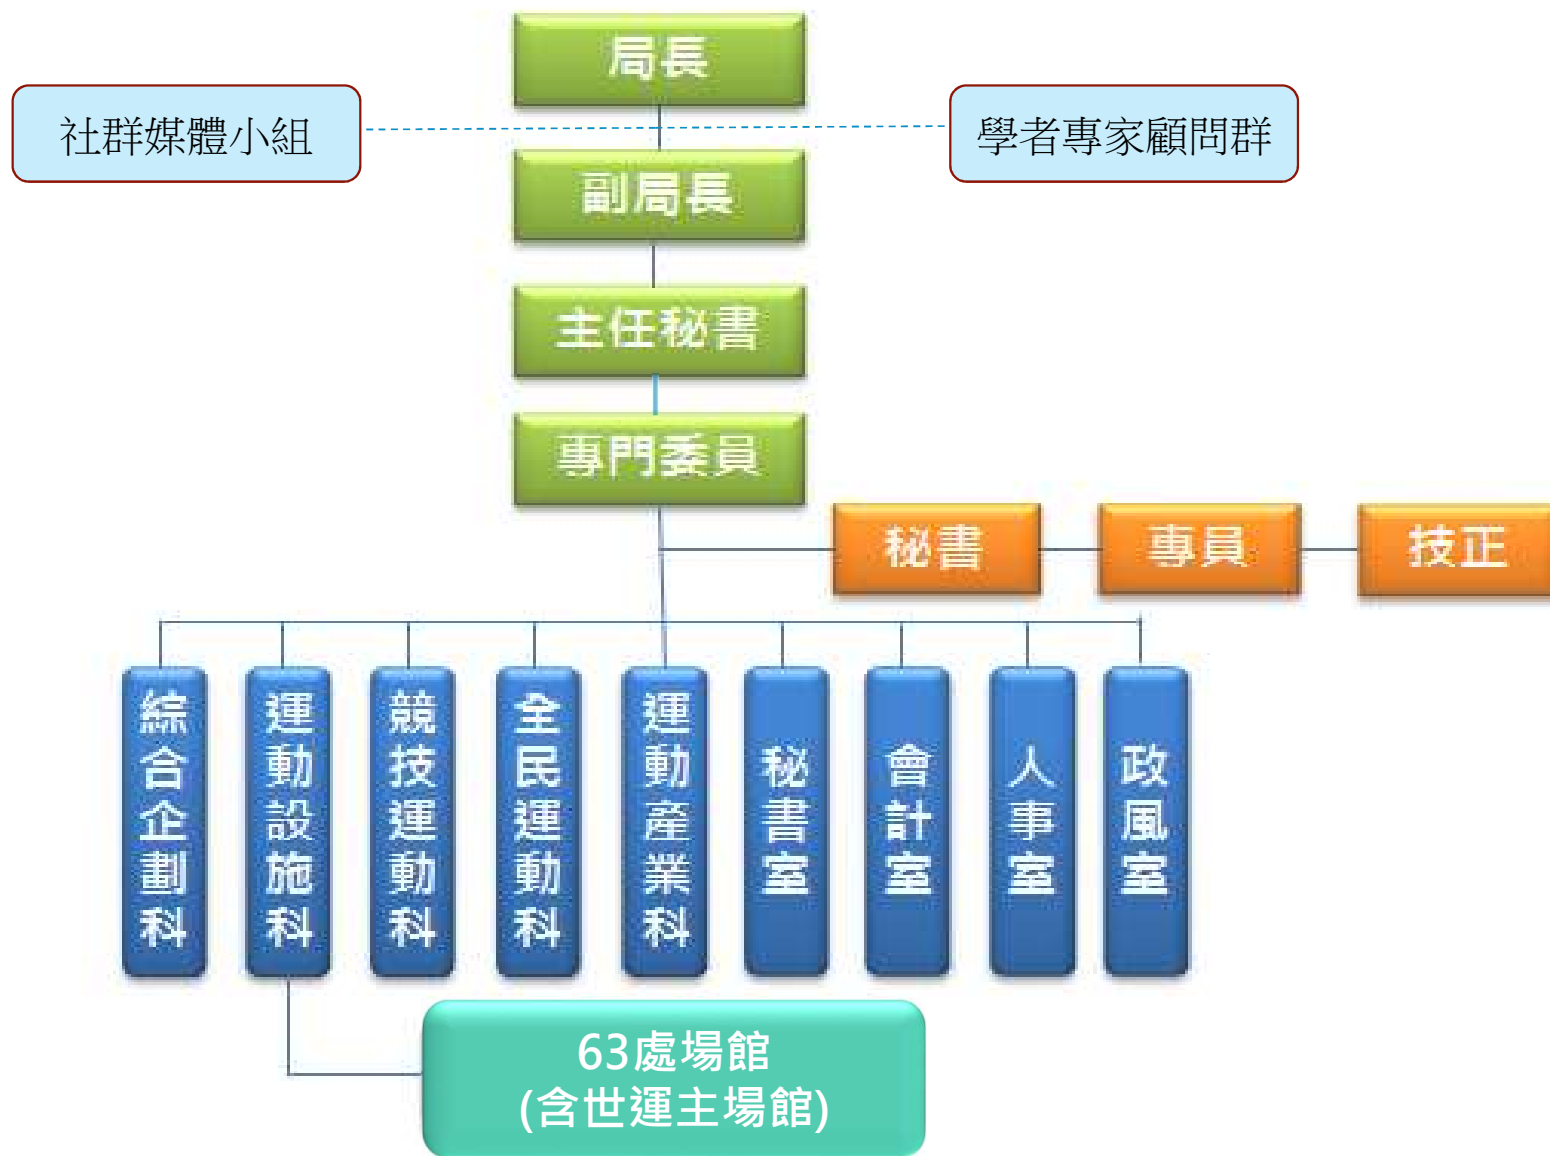 局長
社群媒體小組
學者專家顧問群
副局長
主任秘書
專門委員
秘書
專員
技正
綜合企劃科
運動設施科
競技運動科
全民運動科
運動產業科
秘書室
會計室
人事室
政風室
63處場館
(含世運主場館)